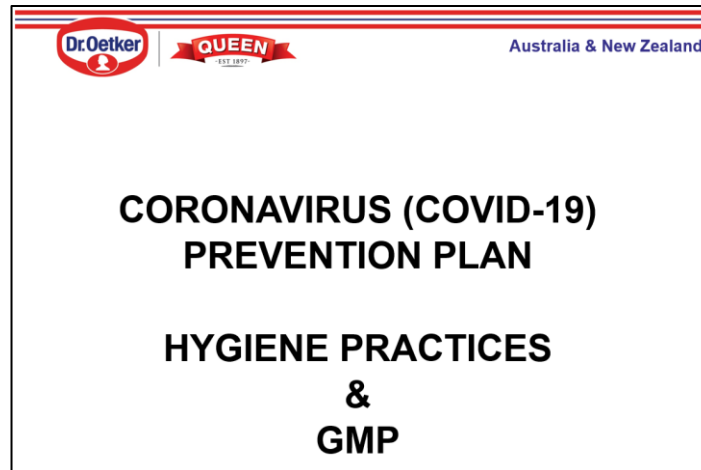 Dr.Oetker
QUEEN
-EST 1897-
Australia & New Zealand
CORONAVIRUS (COVID-19)
PREVENTION PLAN
HYGIENE PRACTICES
&
GMP